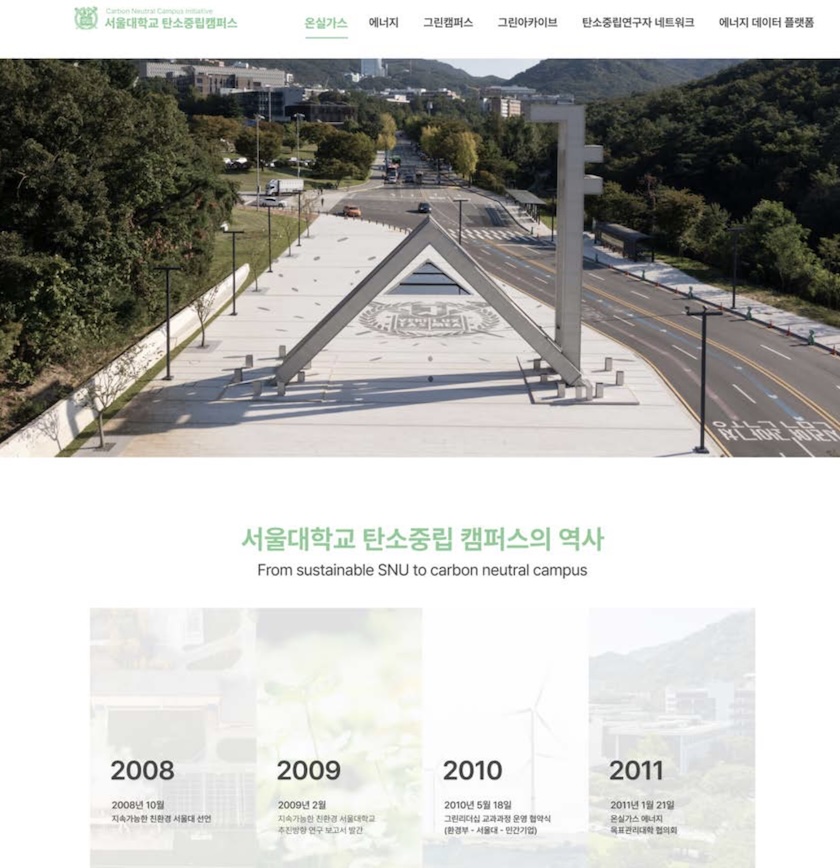 Carbon Neutral Campus Initiative
서울대학교 탄소중립캠퍼스
온실가스 에너지 그린캠퍼스 그린아카이브 탄소중립연구자 네트워크 에너지 데이터 플랫폼
서울대학교 탄소중립 캠퍼스의 역사
From sustainable SNU to carbon neutral campus
2008
2008년 10월
지속가능한 친환경 서울대 선언
2009
2009년 2월
지속가능한 친환경 서울대학교
추진방향 연구 보고서 발간
2010
2010년 5월 18일
그린리더십 교과과정 운영 협약식
(환경부 - 서울대 - 민간기업)
2011
2011년 1월 21일
온실가스 에너지
목표관리대학 협의회